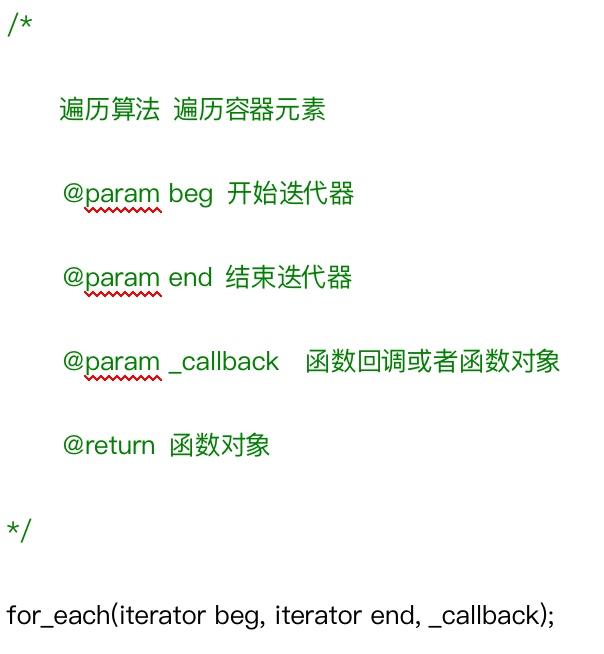 /*
遍历算法 遍历容器元素
@param beg 开始迭代器
@param end 结束迭代器
@param _callback 函数回调或者函数对象
@return 函数对象
*/
for_each(iterator beg, iterator end, _callback);